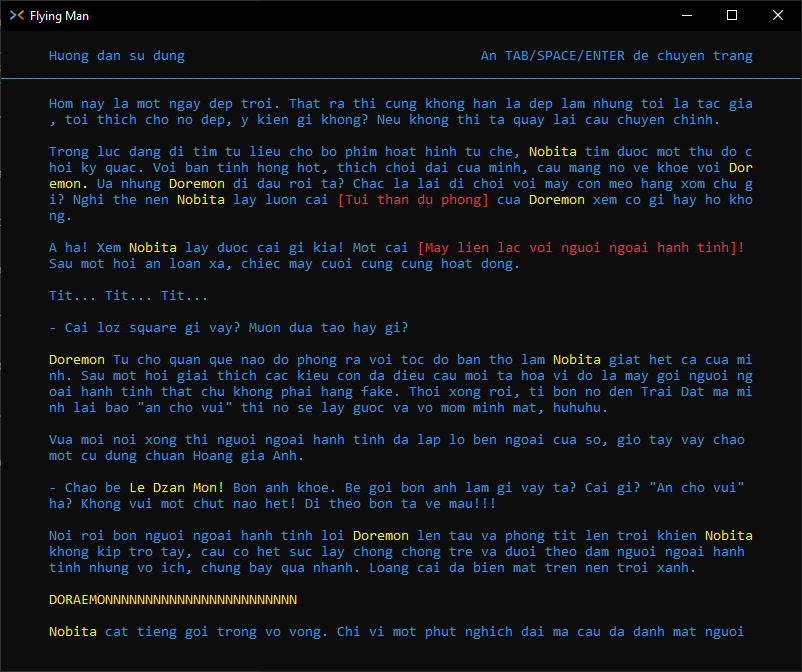 Flying Man
Huong dan su dung An TAB/SPACE/ENTER de chuyen trang
Hom nay la mot ngay dep troi. That ra thi cung khong han la dep lam nhung toi la tac gia
, toi thich cho no dep, y kien gi khong? Neu khong thi ta quay lai cau chuyen chinh.
Trong luc dang di tim tu lieu cho bo phim hoat hinh tu che, Nobita tim duoc mot thu do c
hoi ky quac. Voi ban tinh hong hot, thich choi dai cua minh, cau mang no ve khoe voi Dor
emon. Ua nhung Doremon di dau roi ta? Chac la lai di choi voi may con meo hang xom chu g
i? Nghi the nen Nobita lay luon cai [Tui than du phong] cua Doremon xem co gi hay ho kho
ng.
A ha! Xem Nobita lay duoc cai gi kia! Mot cai [May lien lac voi nguoi ngoai hanh tinh]!
Sau mot hoi an loan xa, chiec may cuoi cung cung hoat dong.
Tit... Tit... Tit...
- Cai loz square gi vay? Muon dua tao hay gi?
Doremon Tu cho quan que nao do phong ra voi toc do ban tho lam Nobita giat het ca cua mi
nh. Sau mot hoi giai thich cac kieu con da dieu cau moi ta hoa vi do la may goi nguoi ng
oai hanh tinh that chu khong phai hang fake. Thoi xong roi, ti bon no den Trai Dat ma mi
nh lai bao "an cho vui" thi no se lay guoc va vo mom minh mat, huhuhu.
Vua moi noi xong thi nguoi ngoai hanh tinh da lap lo ben ngoai cua so, gio tay vay chao
mot cu dung chuan Hoang gia Anh.
- Chao be Le Dzan Mon! Bon anh khoe. Be goi bon anh lam gi vay ta? Cai gi? "An cho vui"
ha? Khong vui mot chut nao het! Di theo bon ta ve mau!!!
Noi roi bon nguoi ngoai hanh tinh loi Doremon len tau va phong tit len troi khien Nobita
khong kip tro tay, cau co het suc lay chong chong tre va duoi theo dam nguoi ngoai hanh
tinh nhung vo ich, chung bay qua nhanh. Loang cai da bien mat tren nen troi xanh.
DORAEMONNNNNNNNNNNNNNNNNNNNNNNN
Nobita cat tieng goi trong vo vong. Chi vi mot phut nghich dai ma cau da danh mat nguoi